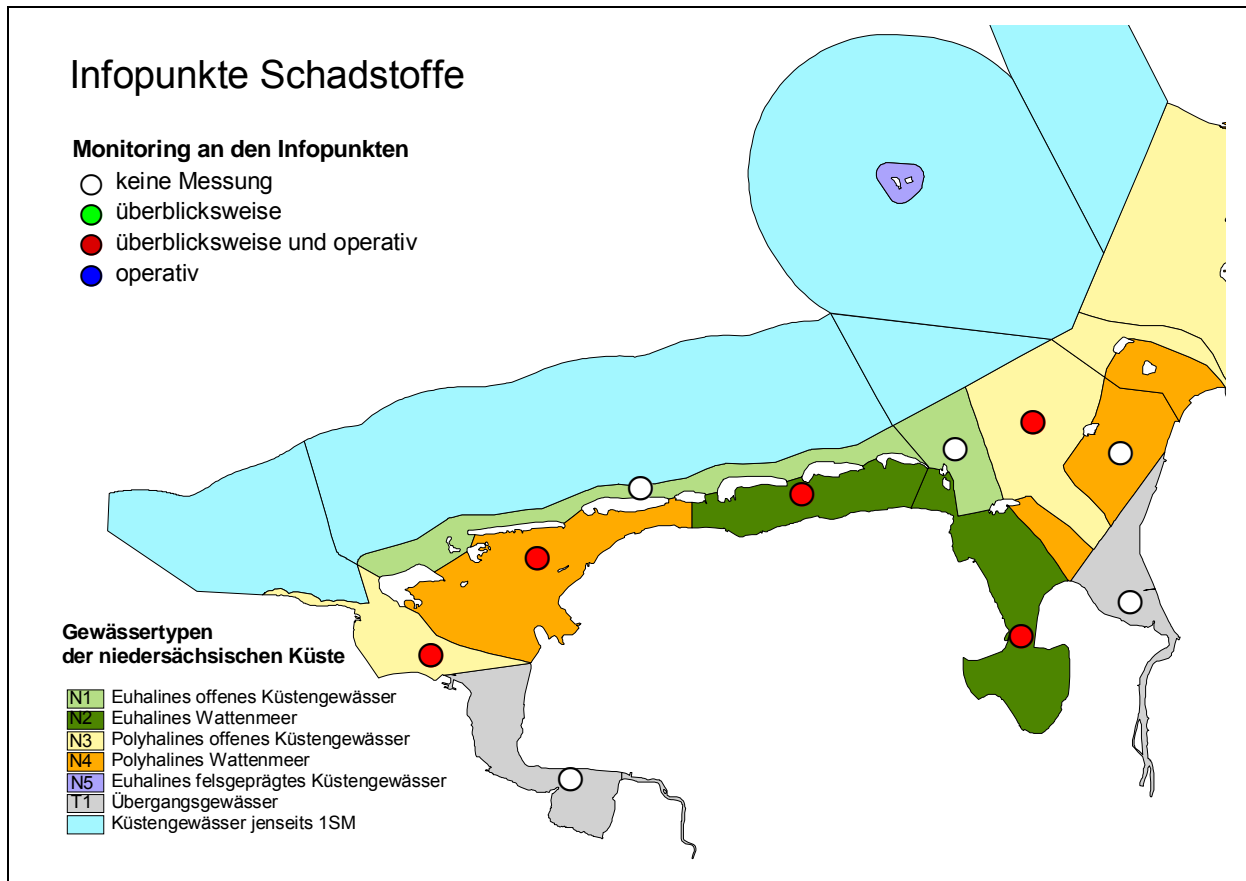 Infopunkte Schadstoffe
Monitoring an den Infopunkten
keine Messung
überblicksweise
überblicksweise und operativ
operativ
Gewässertypen
der niedersächsischen Küste
N1 Euhalines offenes Küstengewässer
N2 Euhalines Wattenmeer
N3 Polyhalines offenes Küstengewässer
N4 Polyhalines Wattenmeer
N5 Euhalines felsgeprägtes Küstengewässer
T1 Übergangsgewässer
Küstengewässer jenseits 1SM